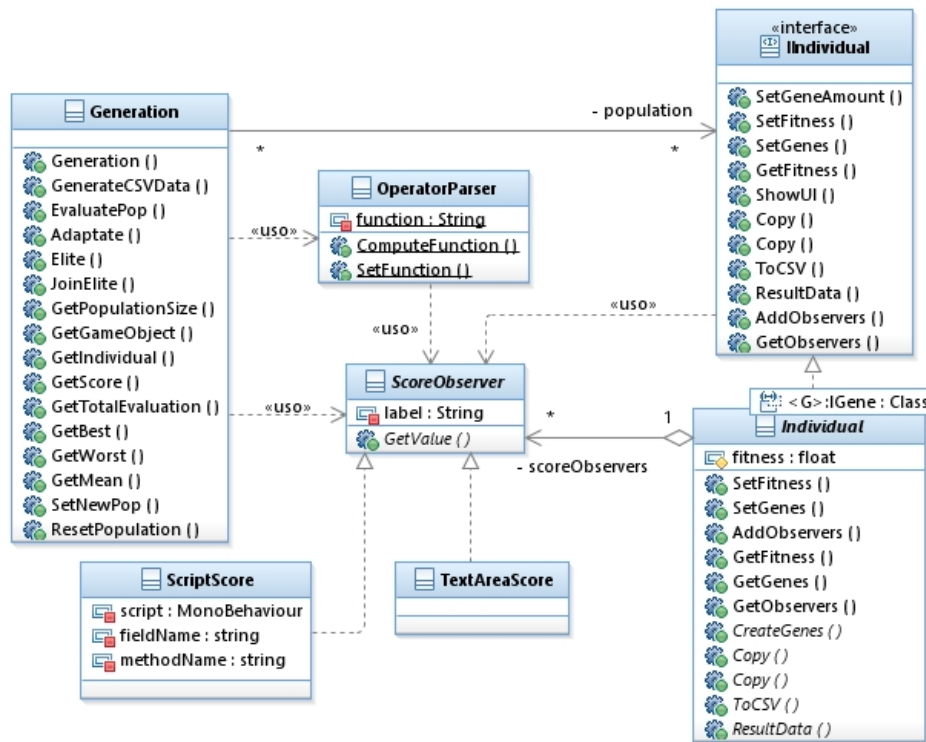 «interface»
IIndividual
SetGeneAmount ()
SetFitness ()
SetGenes ()
GetFitness ()
ShowUI ()
Copy ()
Copy ()
ToCSV ()
ResultData ()
AddObservers ()
GetObservers ()
Generation
Generation ()
GenerateCSVData ()
EvaluatePop ()
Adaptate ()
Elite ()
JoinElite ()
GetPopulationSize ()
GetGameObject ()
GetIndividual ()
GetScore ()
GetTotalEvaluation ()
GetBest ()
GetWorst ()
GetMean ()
SetNewPop ()
ResetPopulation ()
- population
*
*
OperatorParser
function : String
ComputeFunction ()
SetFunction ()
«uso»
«uso»
«uso»
«uso»
ScoreObserver
label : String
GetValue ()
*
1
- scoreObservers
<G>:IGene : Class
Individual
fitness : float
SetFitness ()
SetGenes ()
AddObservers ()
GetFitness ()
GetGenes ()
GetObservers ()
CreateGenes ()
Copy ()
Copy ()
ToCSV ()
ResultData ()
ScriptScore
script : MonoBehaviour
fieldName : string
methodName : string
TextAreaScore